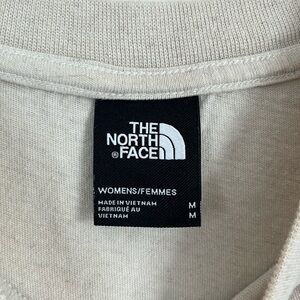 THE
NORTH
®FACE
WOMENS/FEMMES
MADE IN VIETNAM M
FABRIQUÉ AU M
VIETNAM